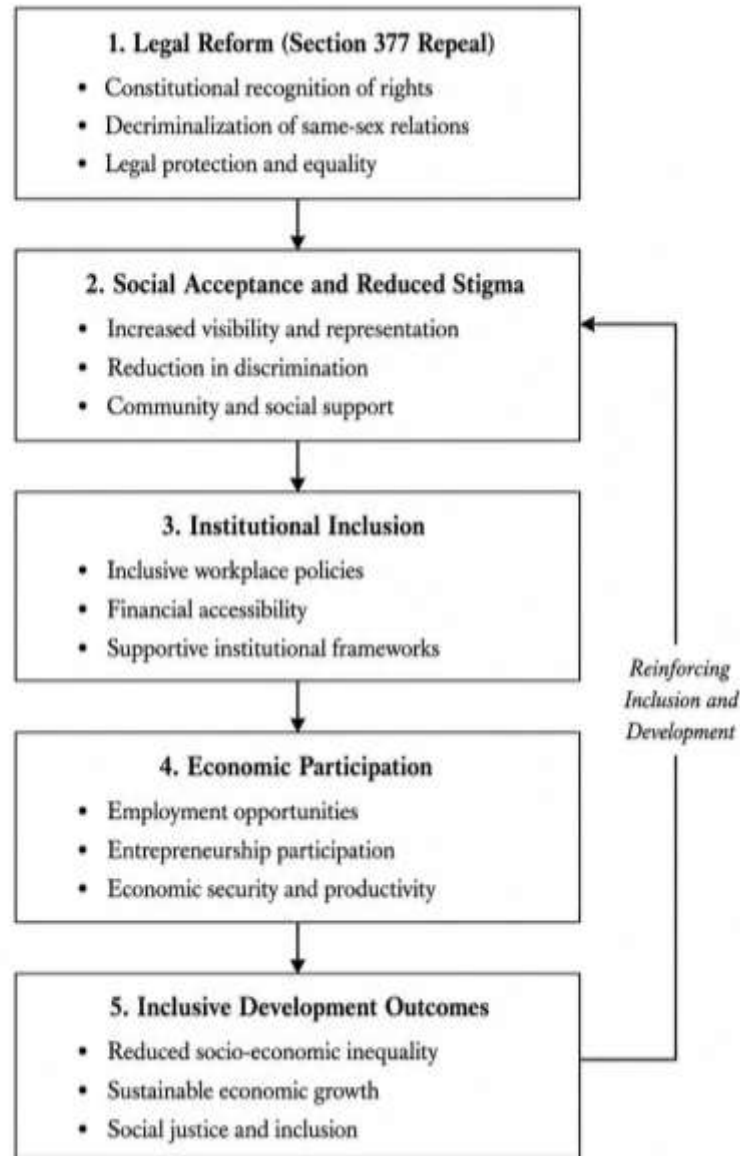 1. Legal Reform (Section 377 Repeal)
• Constitutional recognition of rights
• Decriminalization of same-sex relations
• Legal protection and equality
2. Social Acceptance and Reduced Stigma
• Increased visibility and representation
• Reduction in discrimination
• Community and social support
3. Institutional Inclusion
• Inclusive workplace policies
• Financial accessibility
• Supportive institutional frameworks
4. Economic Participation
• Employment opportunities
• Entrepreneurship participation
• Economic security and productivity
5. Inclusive Development Outcomes
• Reduced socio-economic inequality
• Sustainable economic growth
• Social justice and inclusion
Reinforcing
Inclusion and
Development